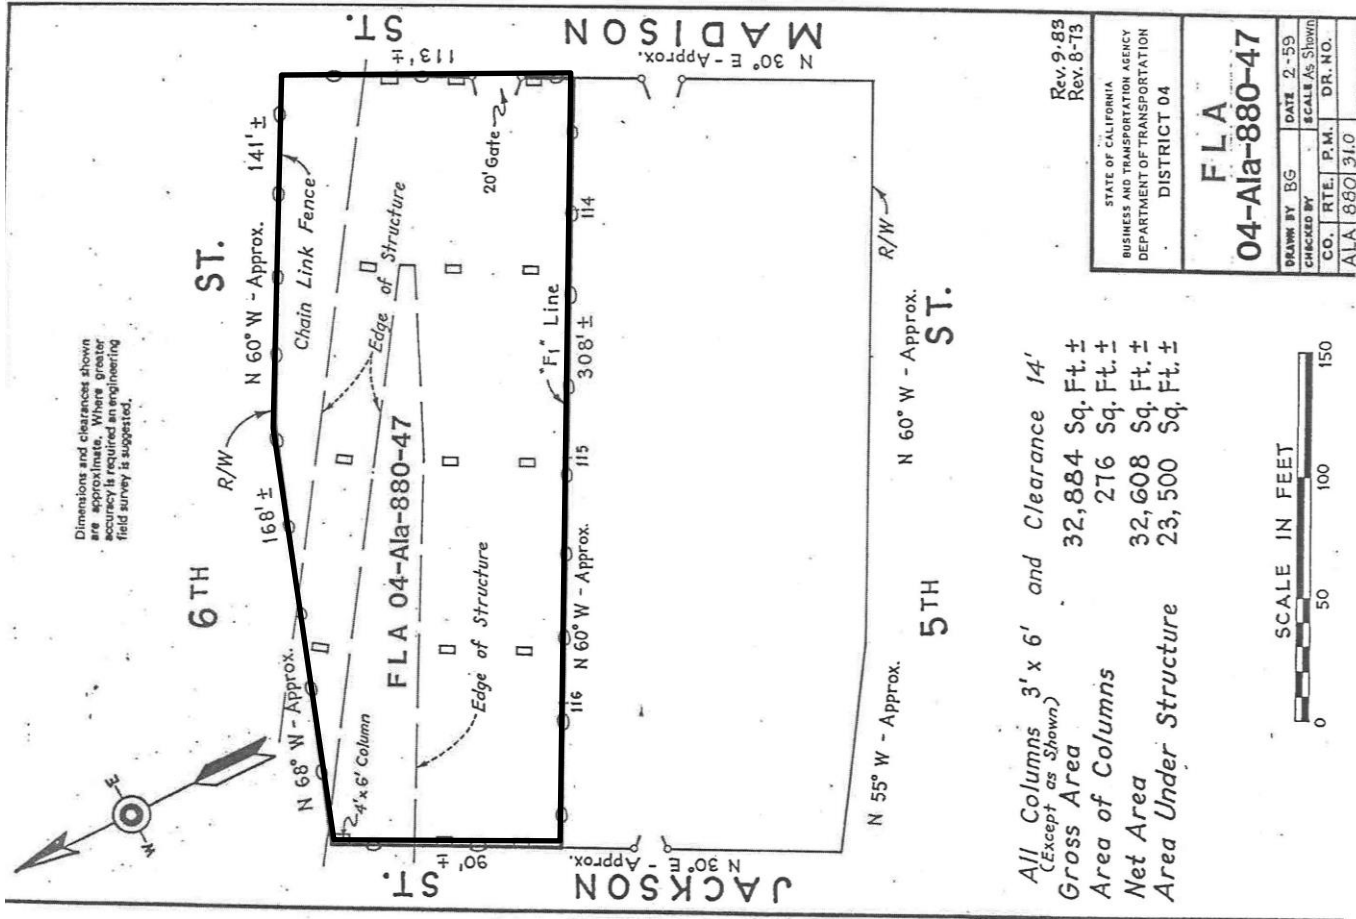 Dimensions and clearances shown
are approximate. Where greater
accuracy is required an engineering
field survey is suggested.
6TH ST.
R/W
168'±
N 60° W - Approx.
141'±
Chain Link Fence
N 68° W - Approx.
4'x6' Column
Edge of Structure
FLA 04-Ala-880-47
Edge of Structure
20' Gate
MADISON ST.
113'±
N 30° E - Approx.
JACKSON ST.
90'±
N 30° E - Approx.
N 60° W - Approx.
116
115
114
308'±
"F1" Line
E
W
R/W
N 55° W - Approx.
N 60° W - Approx.
5TH ST.
All Columns 3' x 6' and Clearance 14'
(Except as Shown)
Gross Area 32,884 Sq. Ft. ±
Area of Columns 276 Sq. Ft. ±
Net Area 32,608 Sq. Ft. ±
Area Under Structure 23,500 Sq. Ft. ±
SCALE IN FEET
0 50 100 150
Rev. 9-83
Rev. 8-73
STATE OF CALIFORNIA
BUSINESS AND TRANSPORTATION AGENCY
DEPARTMENT OF TRANSPORTATION
DISTRICT 04
FLA
04-Ala-880-47
DRAWN BY BG DATE 2-59
CHECKED BY SCALE As Shown
CO. RTE. P.M. DR. NO.
ALA 880 31.0